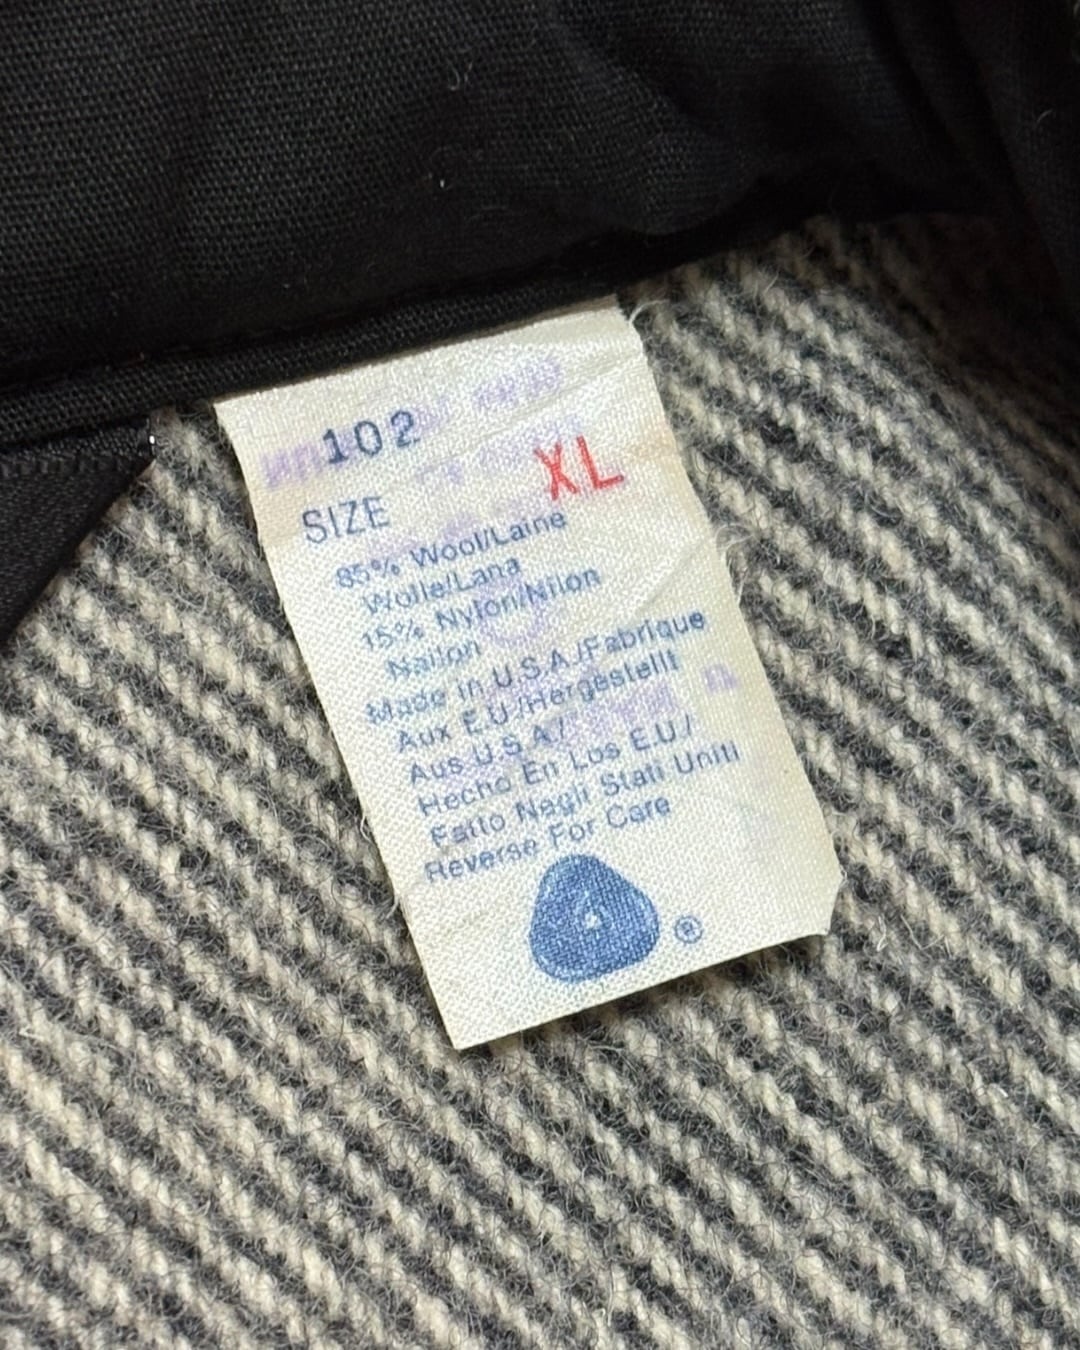 102
XL
SIZE
85% Wool/Laine
Wolle/Lana
15% Nylon/Nilon
Nailon
Made In U.S.A./Fabrique
Aux E.U./Hergestellt
Aus U.S.A./
Hecho En Los E.U./
Fatto Negli Stati Uniti
Reverse For Care
®